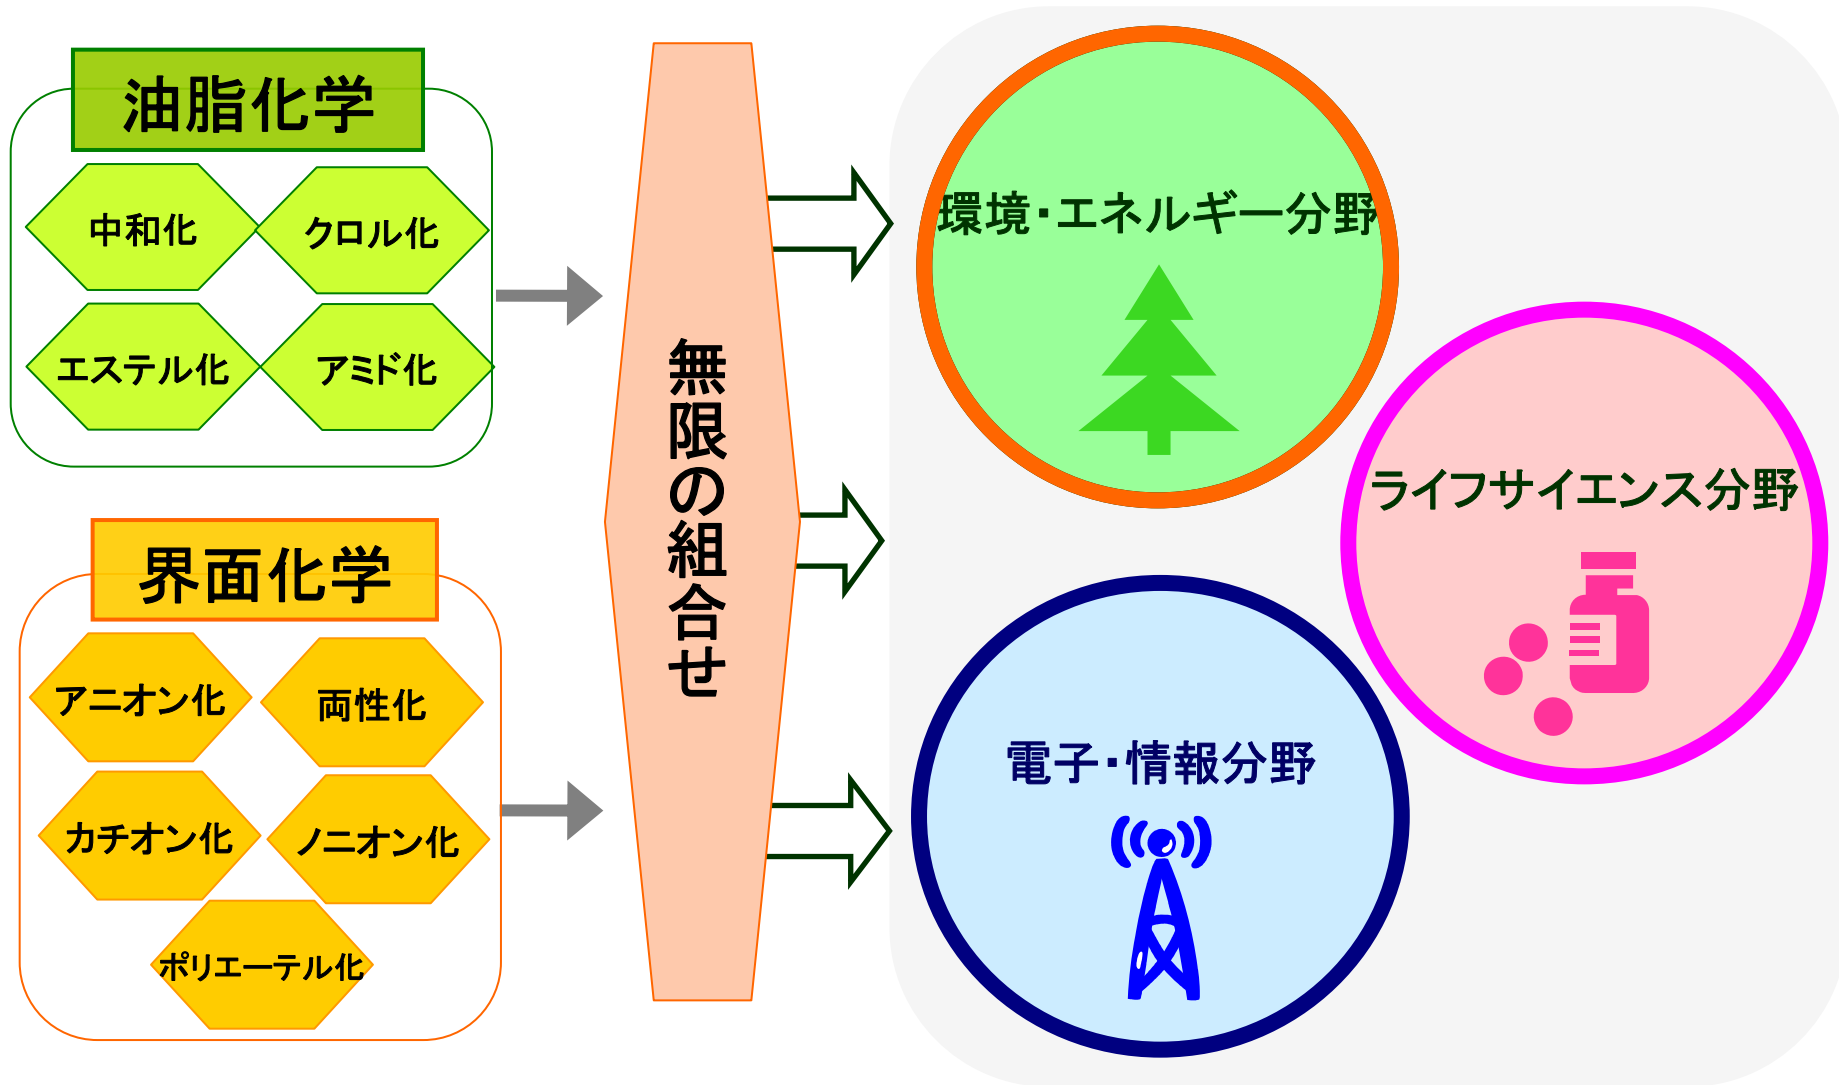 油脂化学
中和化
クロル化
エステル化
アミド化
界面化学
アニオン化
両性化
カチオン化
ノニオン化
ポリエーテル化
無限の組合せ
環境・エネルギー分野
ライフサイエンス分野
電子・情報分野